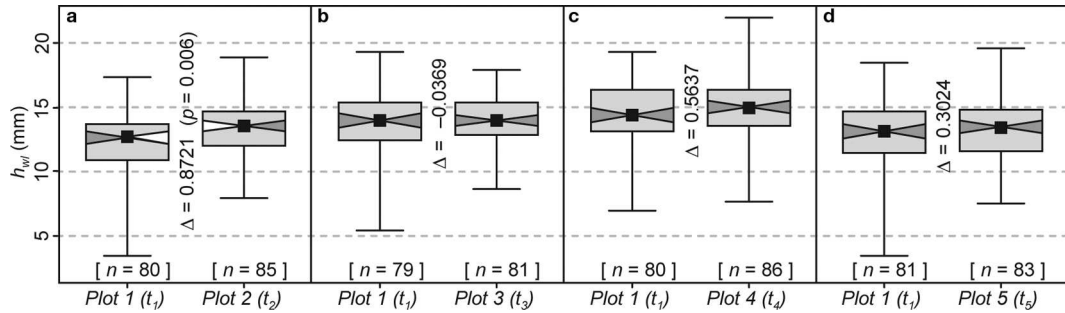 a
b
c
d
h_wl (mm)
20
15
10
5
Δ = 0.8721 (p = 0.006)
Δ = −0.0369
Δ = 0.5637
Δ = 0.3024
[ n = 80 ] [ n = 85 ] [ n = 79 ] [ n = 81 ] [ n = 80 ] [ n = 86 ] [ n = 81 ] [ n = 83 ]
Plot 1 (t₁) Plot 2 (t₂) Plot 1 (t₁) Plot 3 (t₃) Plot 1 (t₁) Plot 4 (t₄) Plot 1 (t₁) Plot 5 (t₅)